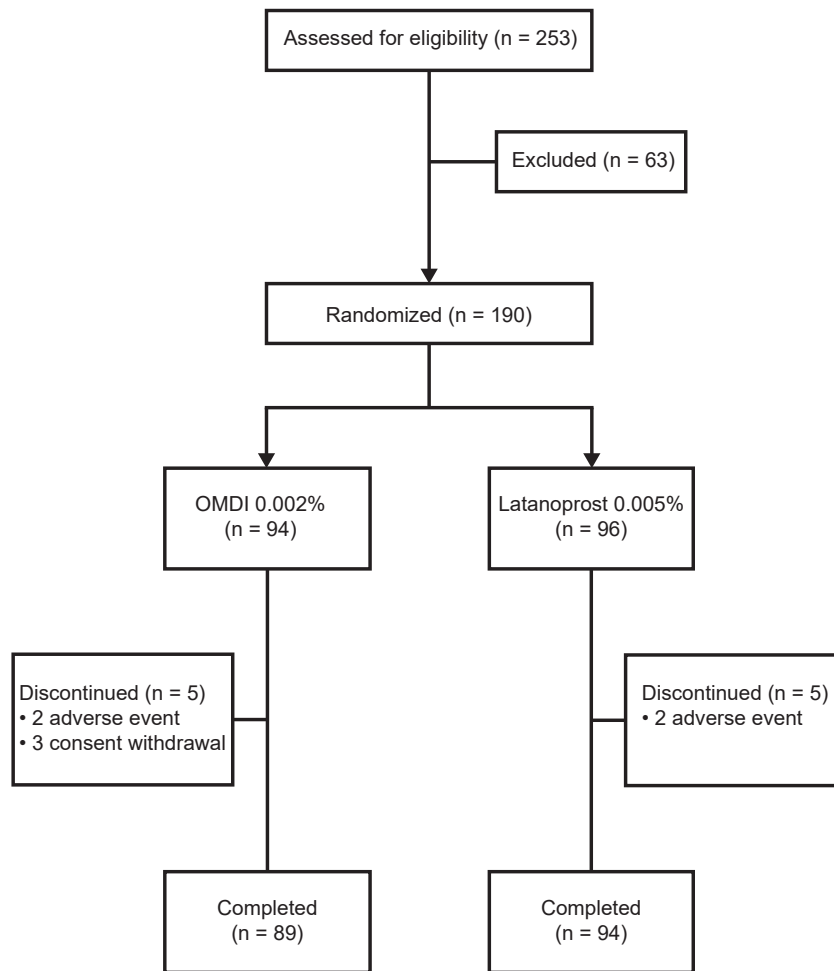 Assessed for eligibility (n = 253)
Excluded (n = 63)
Randomized (n = 190)
OMDI 0.002%
(n = 94)
Latanoprost 0.005%
(n = 96)
Discontinued (n = 5)
• 2 adverse event
• 3 consent withdrawal
Discontinued (n = 5)
• 2 adverse event
Completed
(n = 89)
Completed
(n = 94)